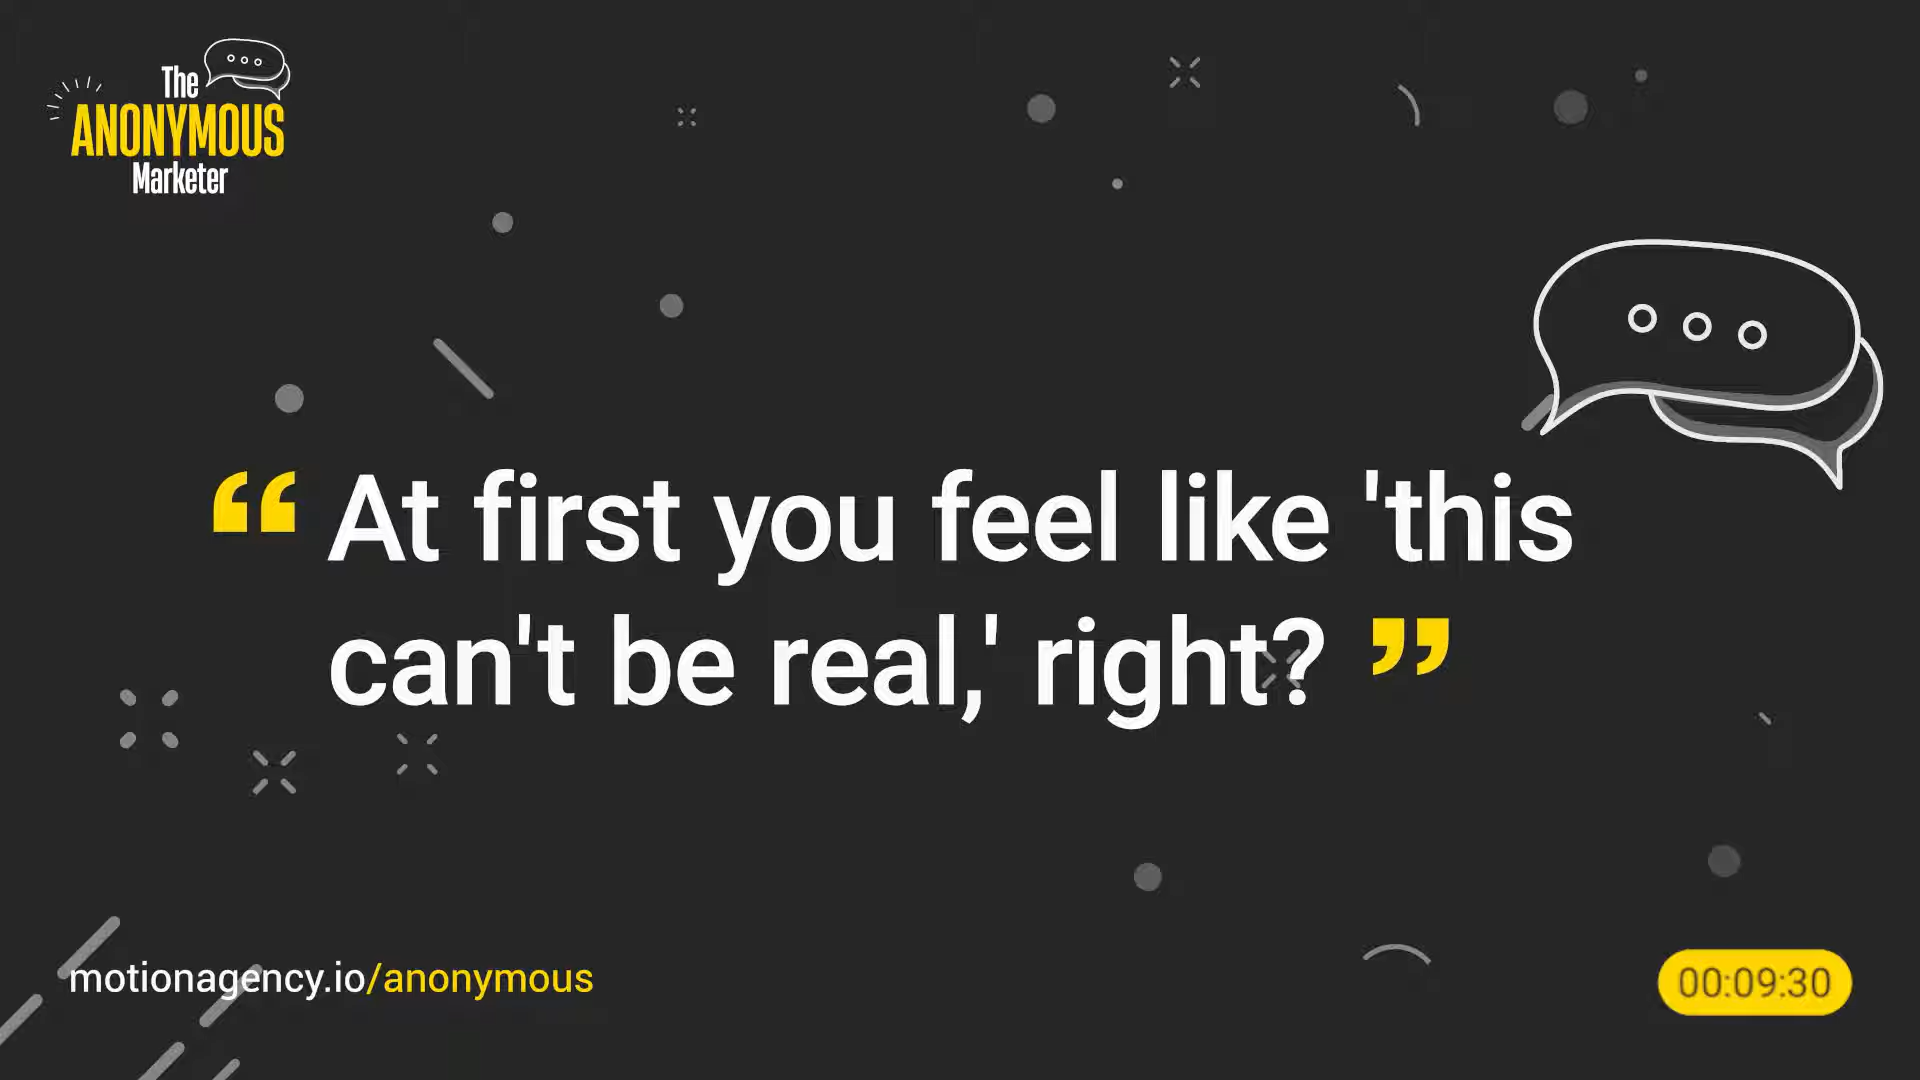 The
ANONYMOUS
Marketer
“ At first you feel like 'this
can't be real,' right? ”
motionagency.io/anonymous
00:09:30